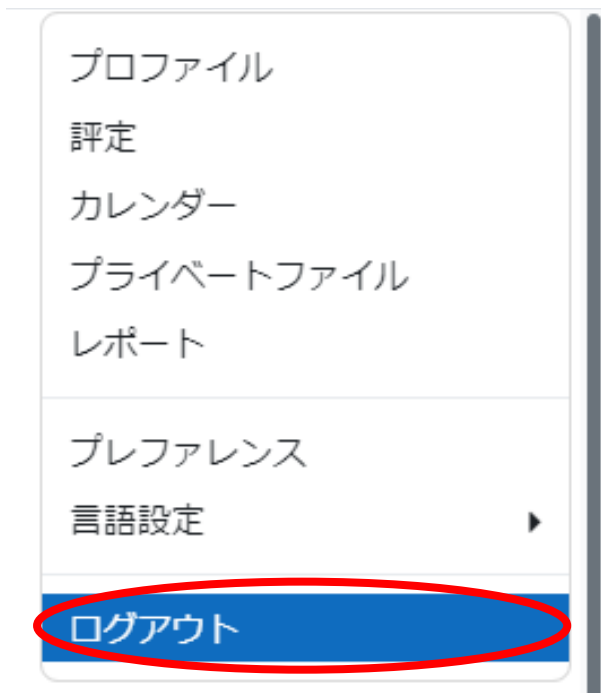 プロファイル
評定
カレンダー
プライベートファイル
レポート
プレファレンス
言語設定
ログアウト